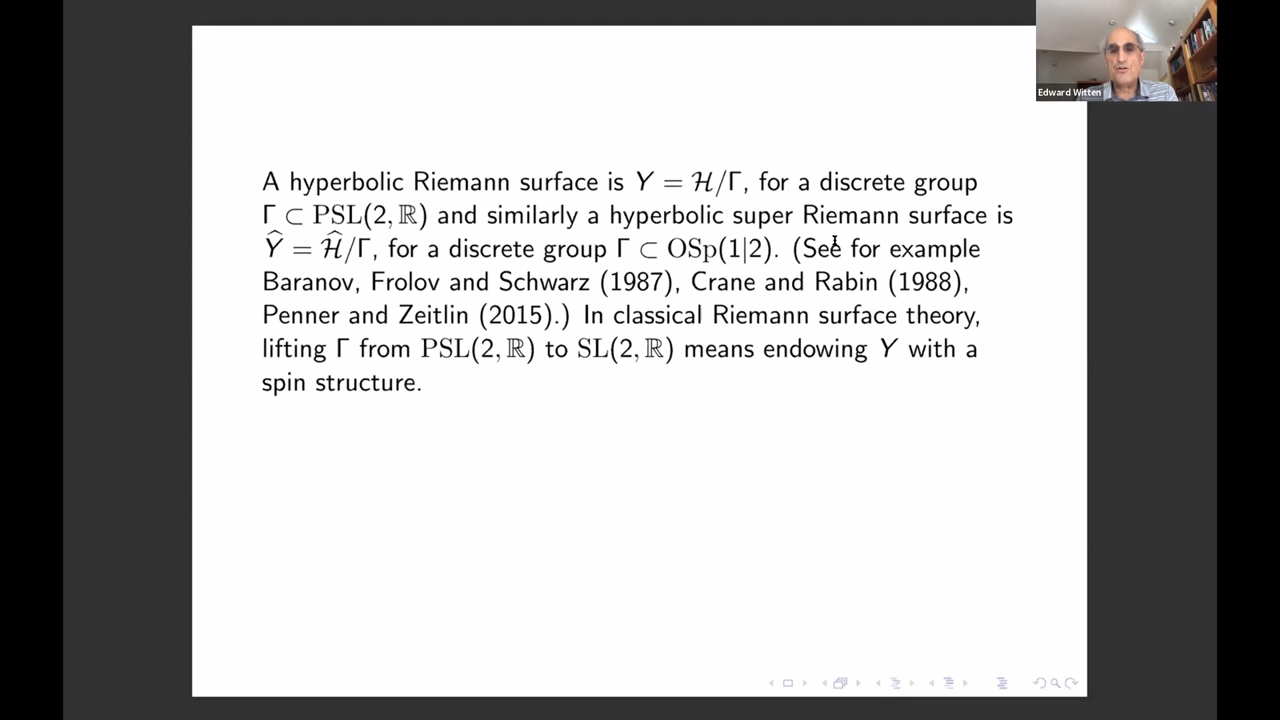 Edward Witten
A hyperbolic Riemann surface is Y = ℋ/Γ, for a discrete group
Γ ⊂ PSL(2, ℝ) and similarly a hyperbolic super Riemann surface is
Ŷ = ℋ̂/Γ, for a discrete group Γ ⊂ OSp(1|2). (See for example
Baranov, Frolov and Schwarz (1987), Crane and Rabin (1988),
Penner and Zeitlin (2015).) In classical Riemann surface theory,
lifting Γ from PSL(2, ℝ) to SL(2, ℝ) means endowing Y with a
spin structure.